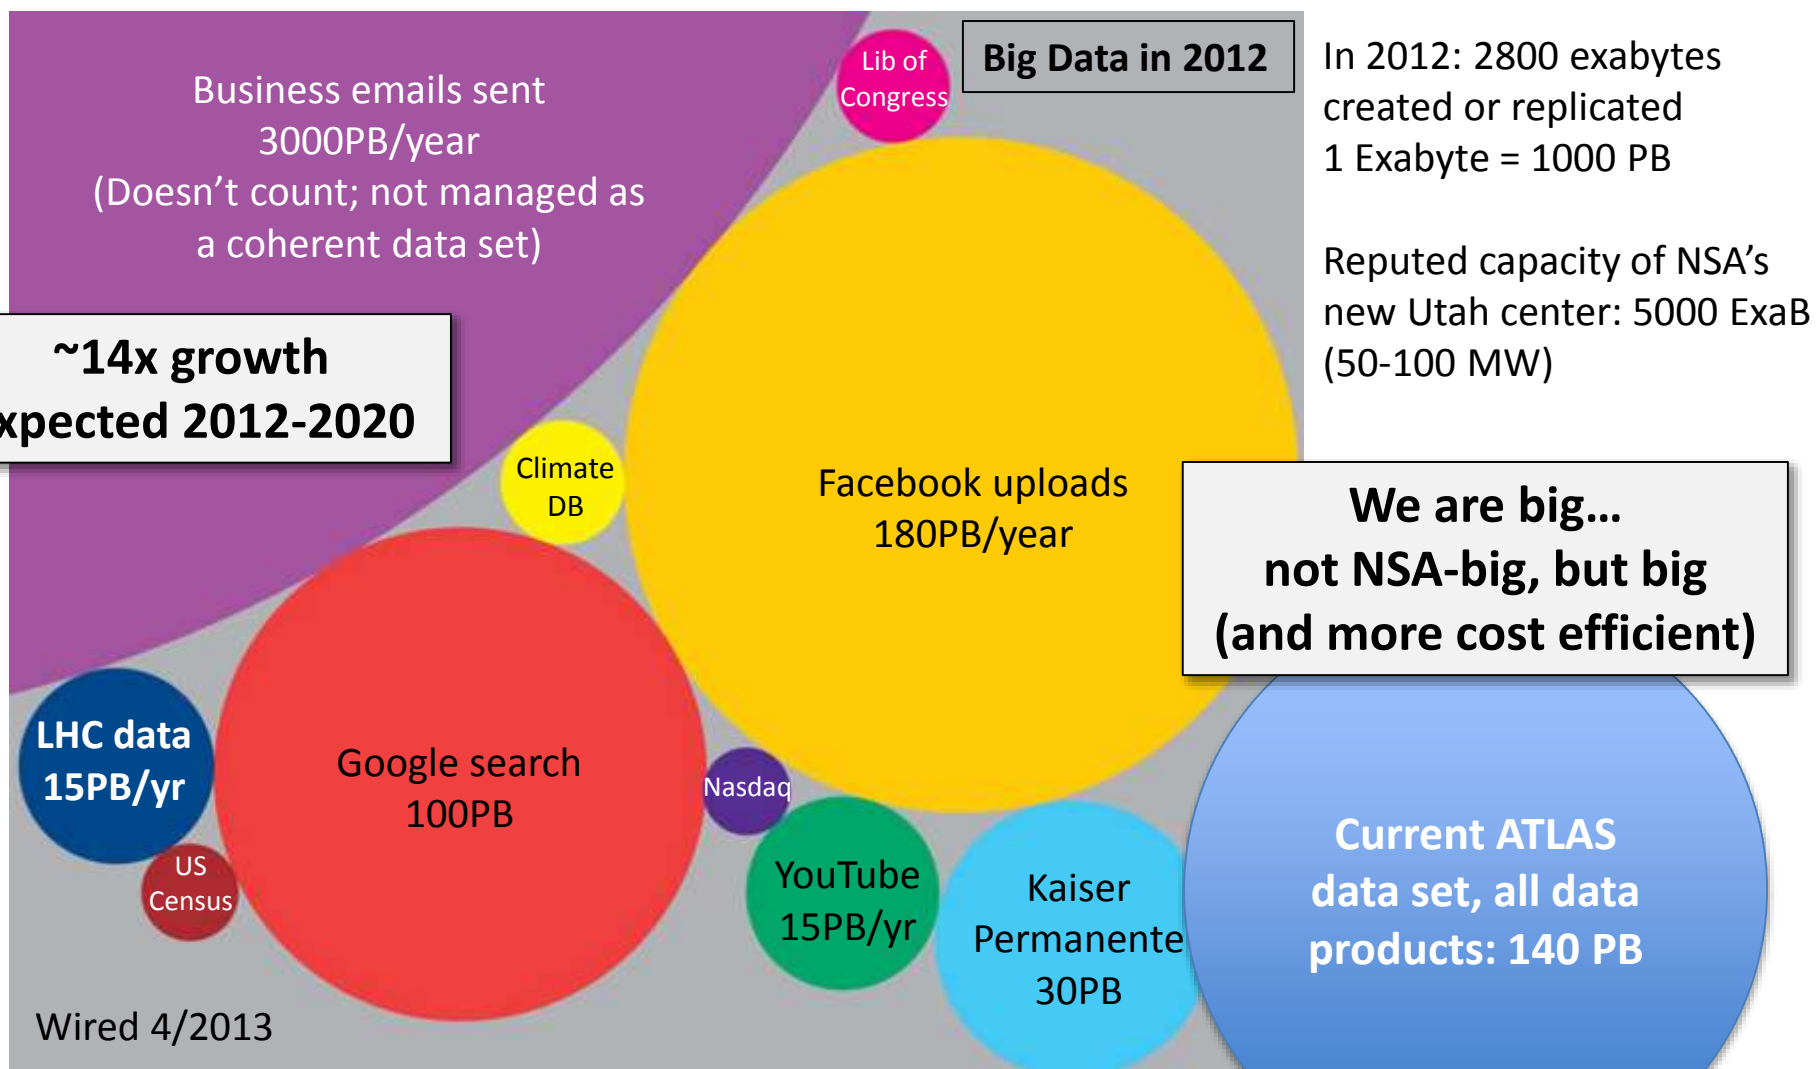 Business emails sent
3000PB/year
(Doesn't count; not managed as
a coherent data set)
Lib of
Congress
Big Data in 2012
In 2012: 2800 exabytes
created or replicated
1 Exabyte = 1000 PB
Reputed capacity of NSA's
new Utah center: 5000 ExaB
(50-100 MW)
~14x growth
xpected 2012-2020
Climate
DB
Facebook uploads
180PB/year
We are big...
not NSA-big, but big
(and more cost efficient)
LHC data
15PB/yr
Google search
100PB
Nasdaq
US
Census
YouTube
15PB/yr
Kaiser
Permanente
30PB
Current ATLAS
data set, all data
products: 140 PB
Wired 4/2013